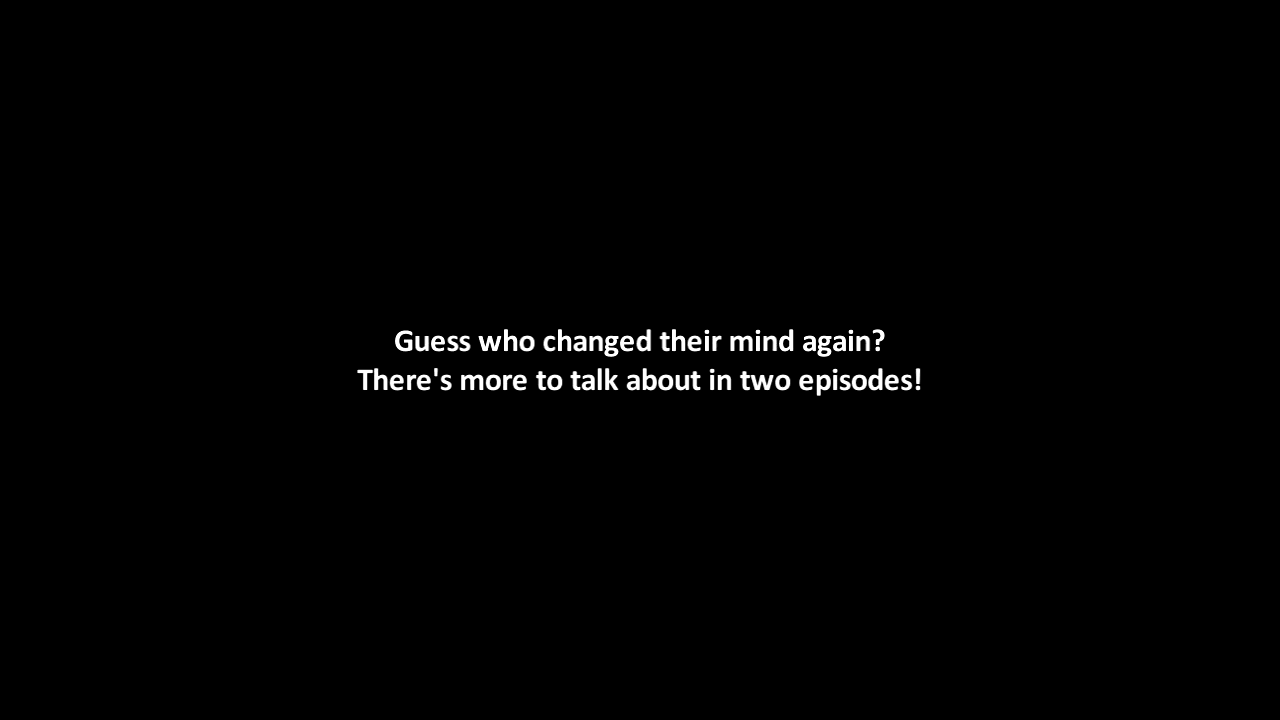 Guess who changed their mind again?
There's more to talk about in two episodes!